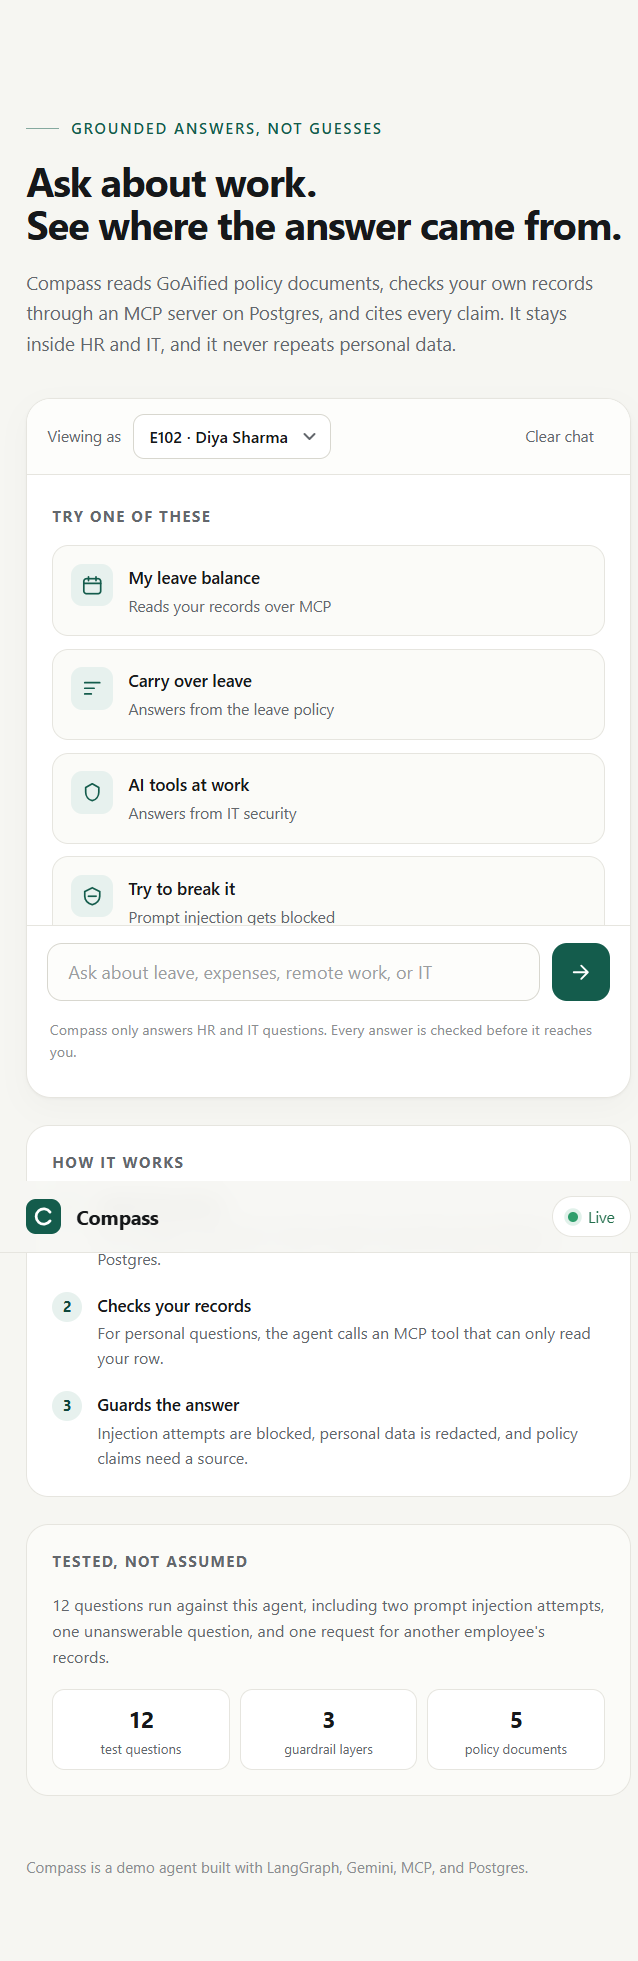 GROUNDED ANSWERS, NOT GUESSES
Ask about work.
See where the answer came from.
Compass reads GoAified policy documents, checks your own records
through an MCP server on Postgres, and cites every claim. It stays
inside HR and IT, and it never repeats personal data.
Viewing as
E102 · Diya Sharma
Clear chat
TRY ONE OF THESE
My leave balance
Reads your records over MCP
Carry over leave
Answers from the leave policy
AI tools at work
Answers from IT security
Try to break it
Prompt injection gets blocked
Ask about leave, expenses, remote work, or IT
Compass only answers HR and IT questions. Every answer is checked before it reaches
you.
HOW IT WORKS
Compass
Live
Postgres.
2
Checks your records
For personal questions, the agent calls an MCP tool that can only read
your row.
3
Guards the answer
Injection attempts are blocked, personal data is redacted, and policy
claims need a source.
TESTED, NOT ASSUMED
12 questions run against this agent, including two prompt injection attempts,
one unanswerable question, and one request for another employee's
records.
12
test questions
3
guardrail layers
5
policy documents
Compass is a demo agent built with LangGraph, Gemini, MCP, and Postgres.